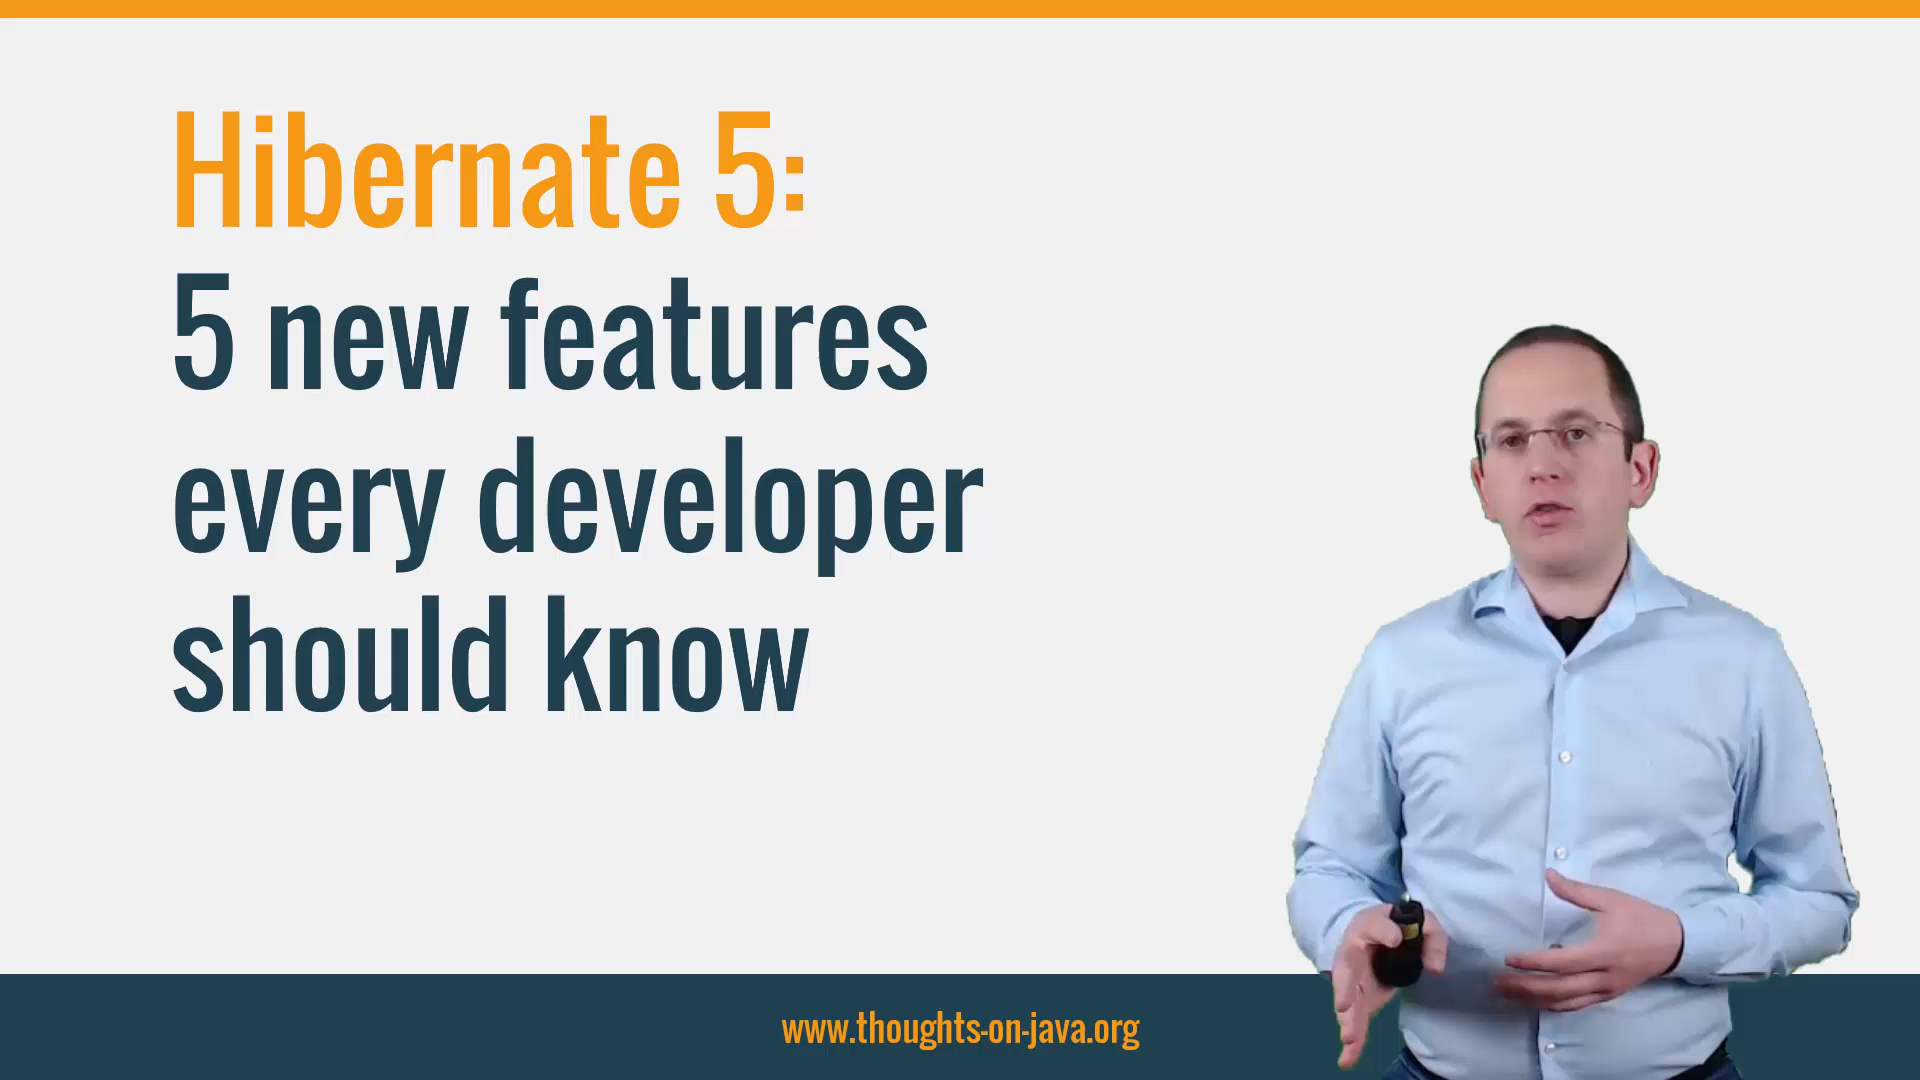 Hibernate 5:
5 new features
every developer
should know
www.thoughts-on-java.org